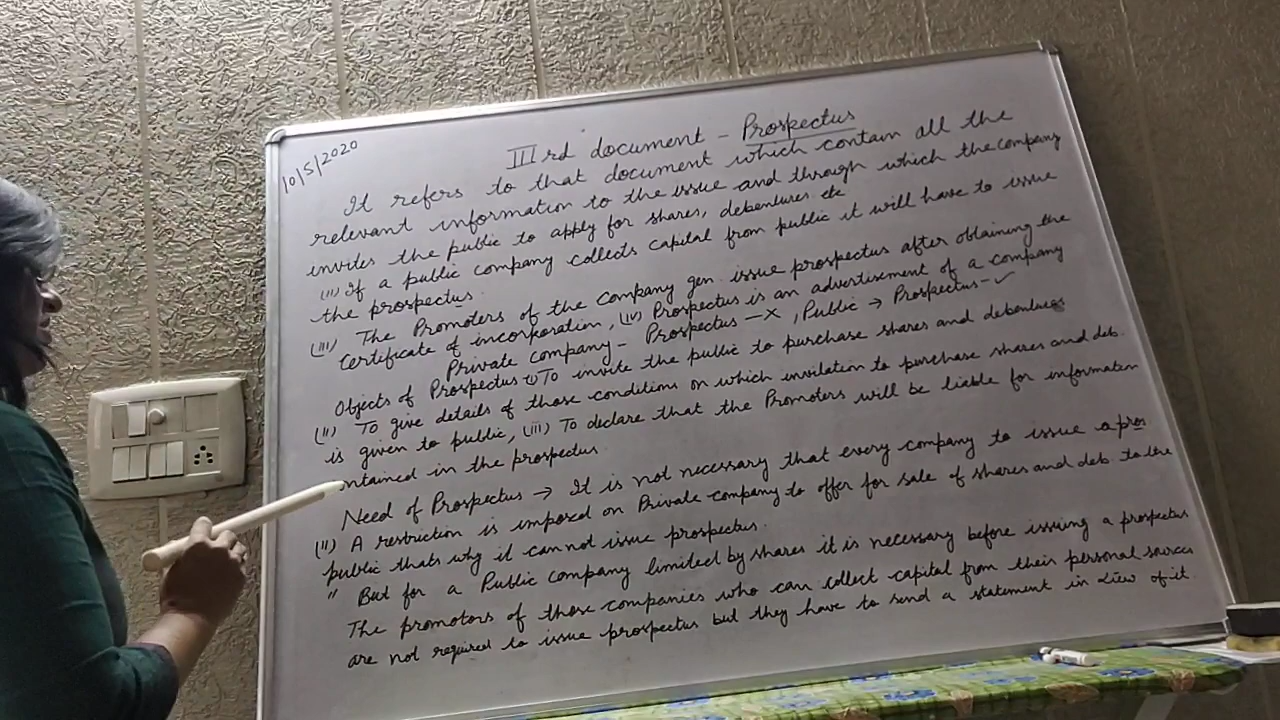 10/5/2020
IIIrd document - Prospectus
It refers to that document which contain all the
relevant information to the issue and through which the company
invites the public to apply for shares, debentures etc
(II) If a public company collects capital from public it will have to issue
the prospectus.
(III) The Promoters of the Company gen issue prospectus after obtaining the
Certificate of incorporation, (IV) Prospectus is an advertisement of a company
Private company - Prospectus - X, Public → Prospectus - ✓
Objects of Prospectus (I) To invite the public to purchase shares and debentures
(II) To give details of those conditions on which invitation to purchase shares and deb.
is given to public, (III) To declare that the Promoters will be liable for information
ntained in the prospectus.
Need of Prospectus → It is not necessary that every company to issue a pros
(II) A restriction is imposed on Private company to offer for sale of shares and deb. to the
public thats why it can not issue prospectus.
" But for a Public company limited by shares it is necessary before issuing a prospectus
The promotors of those companies who can collect capital from their personal sources
are not required to issue prospectus but they have to send a statement in liew of it